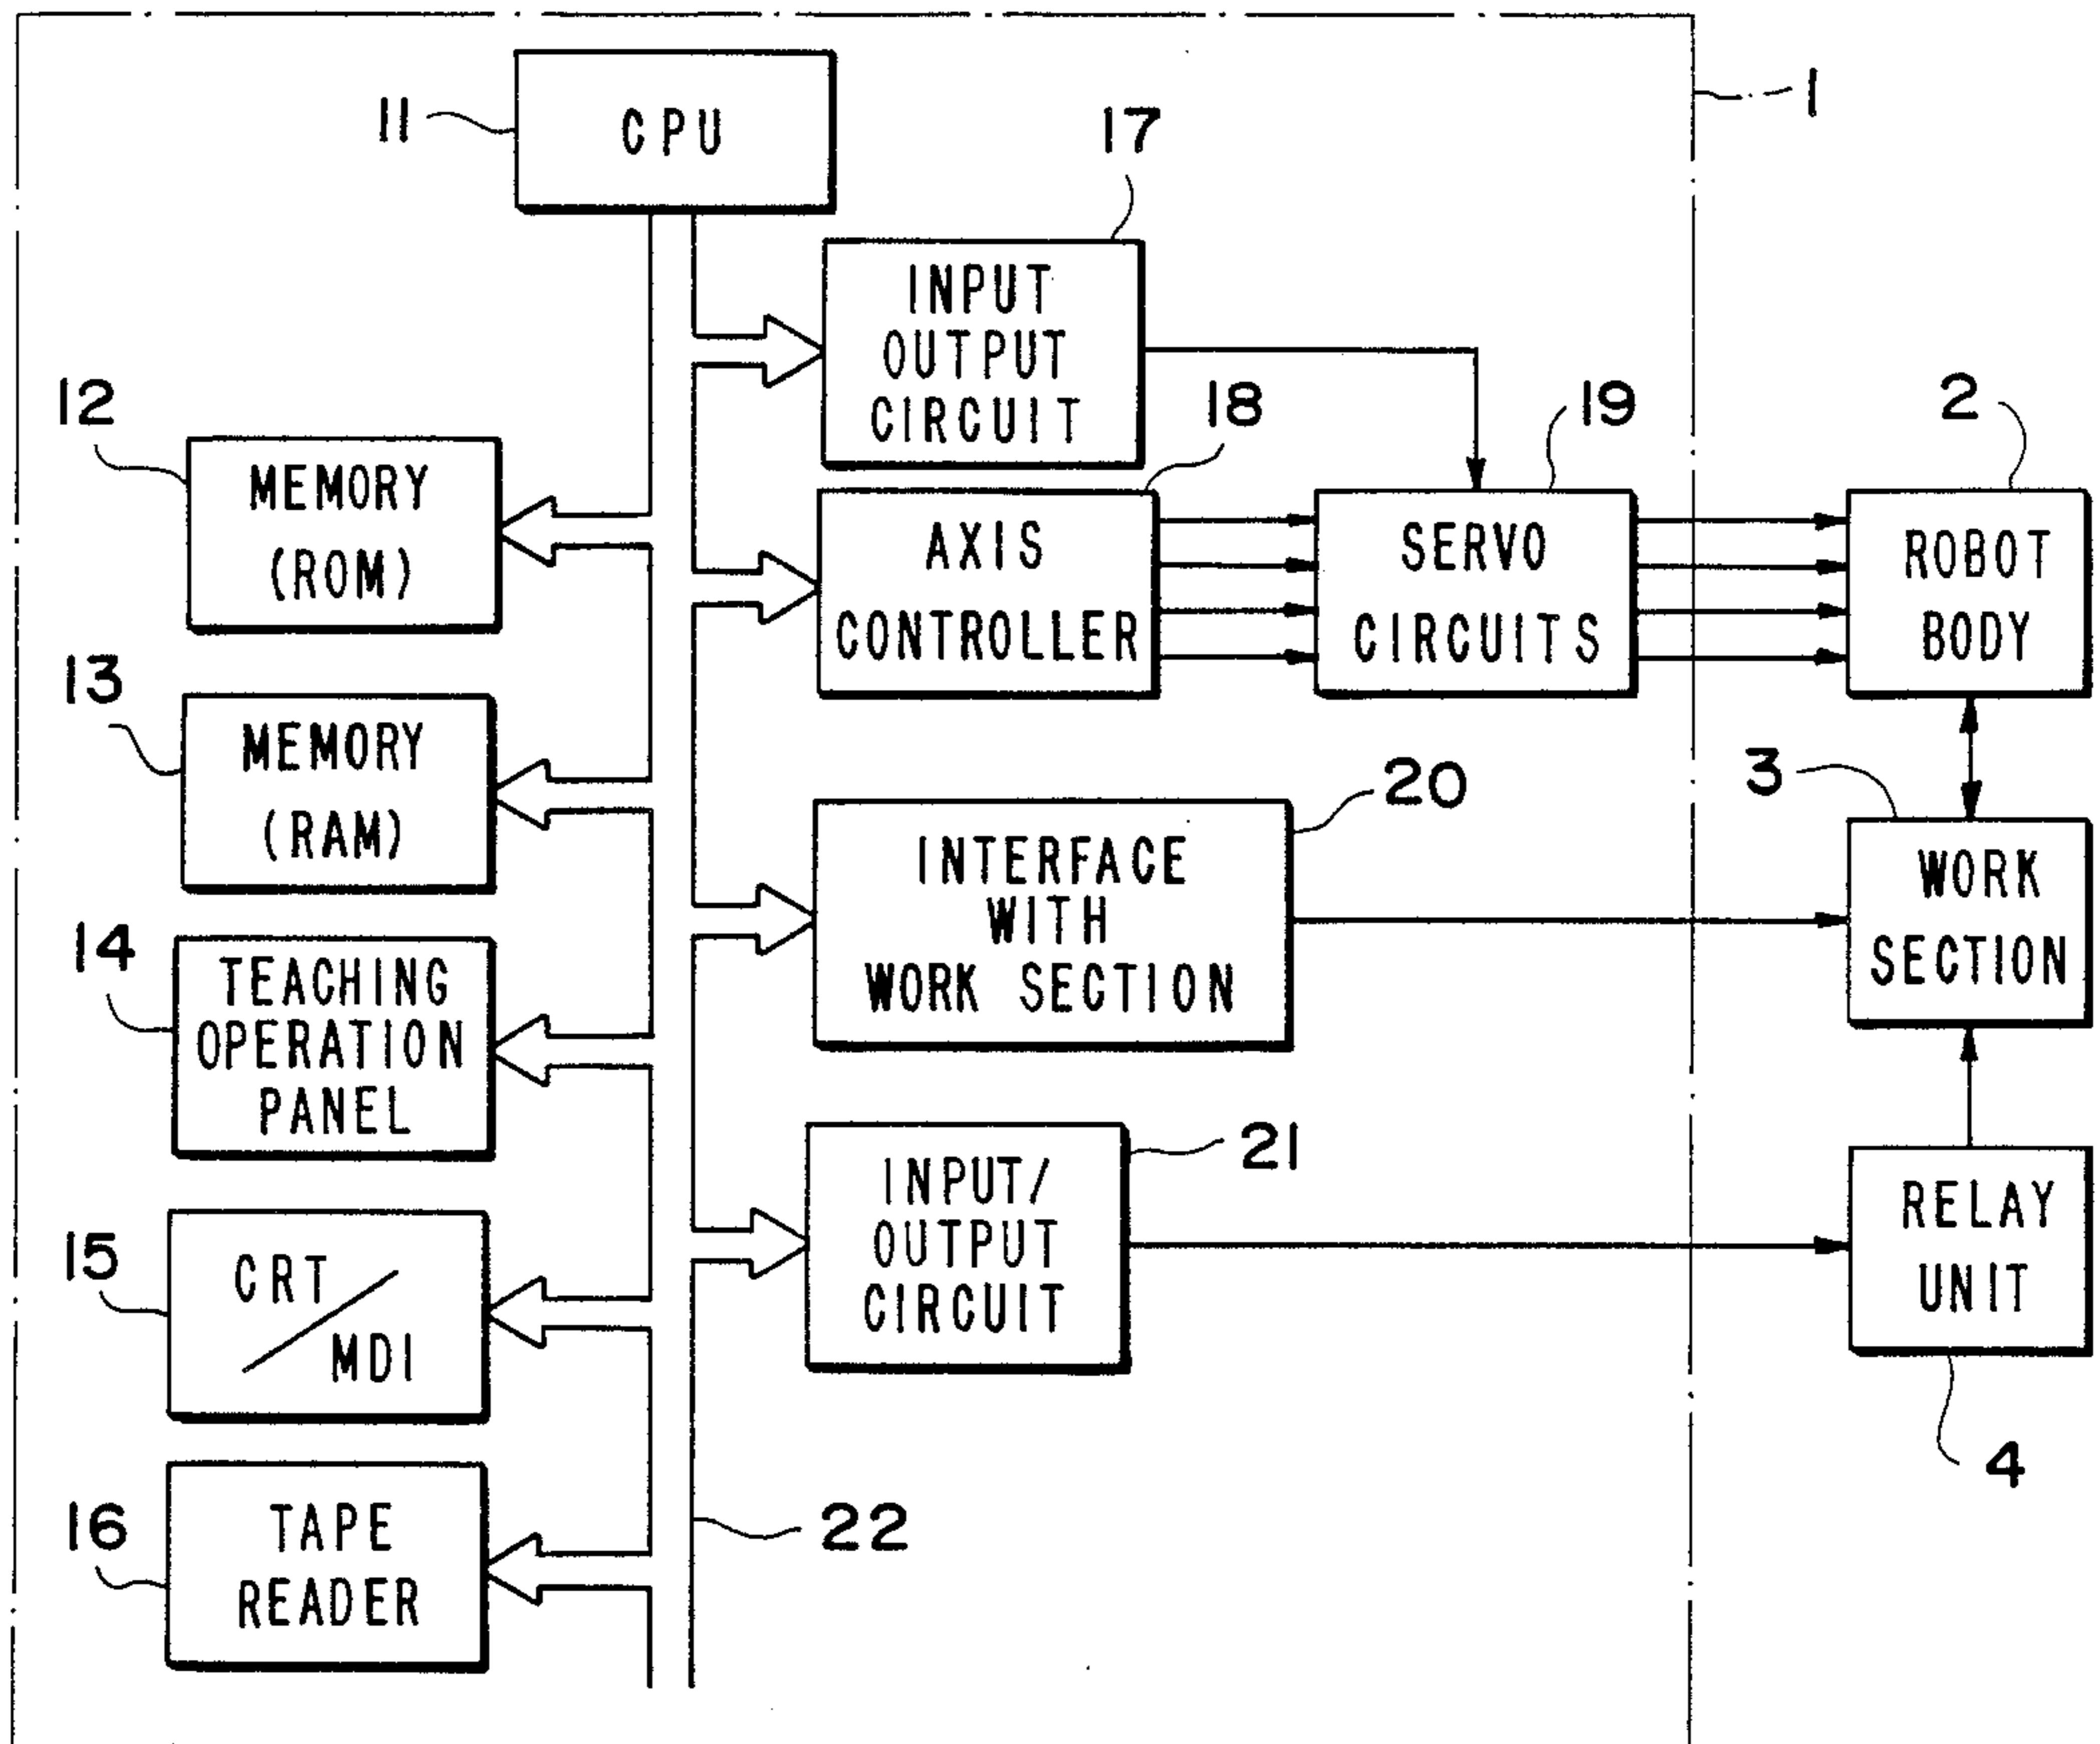 1
11
CPU
17
INPUT
OUTPUT
CIRCUIT
12
MEMORY
(ROM)
18
AXIS
CONTROLLER
19
SERVO
CIRCUITS
2
ROBOT
BODY
13
MEMORY
(RAM)
20
INTERFACE
WITH
WORK SECTION
3
WORK
SECTION
14
TEACHING
OPERATION
PANEL
21
INPUT/
OUTPUT
CIRCUIT
RELAY
UNIT
4
15
CRT
/
MDI
16
TAPE
READER
22